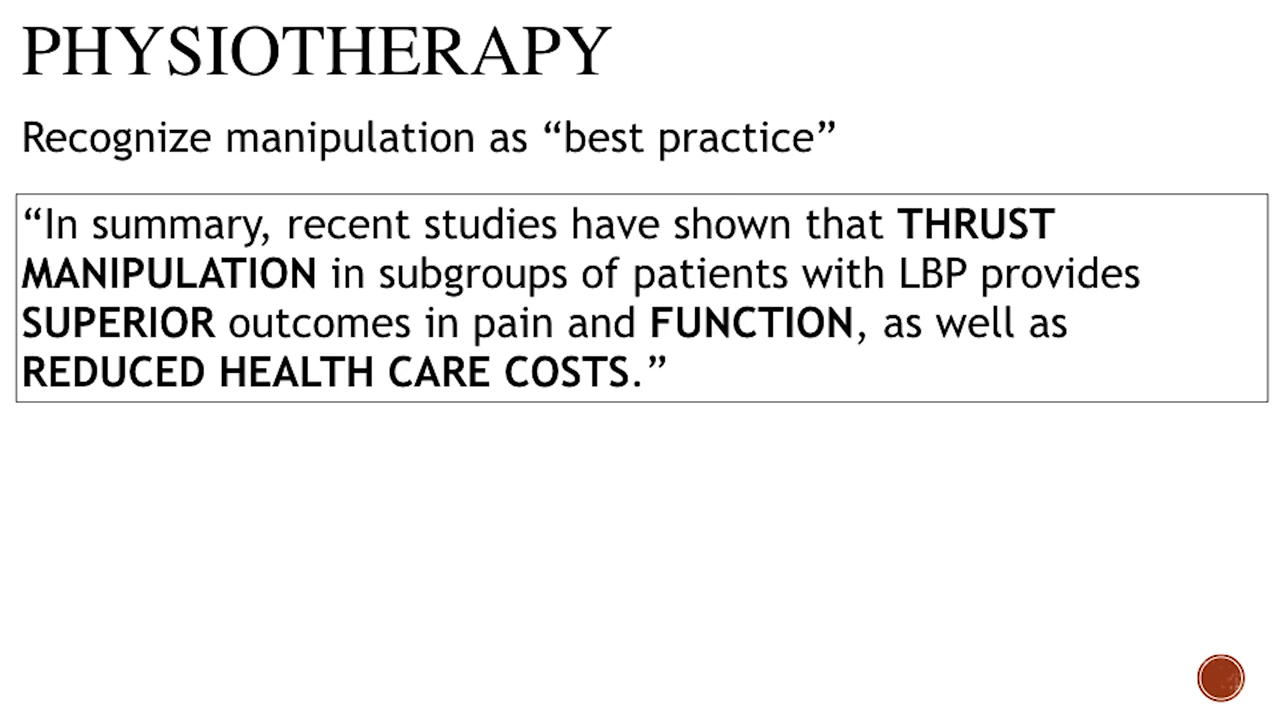 PHYSIOTHERAPY
Recognize manipulation as “best practice”
“In summary, recent studies have shown that THRUST
MANIPULATION in subgroups of patients with LBP provides
SUPERIOR outcomes in pain and FUNCTION, as well as
REDUCED HEALTH CARE COSTS.”